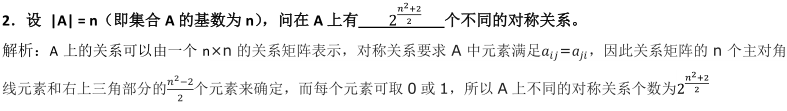 2. 设 |A| = n（即集合 A 的基数为 n），问在 A 上有 2^{\frac{n^2+2}{2}} 个不同的对称关系。
解析：A 上的关系可以由一个 n×n 的关系矩阵表示，对称关系要求 A 中元素满足a_{ij}=a_{ji}，因此关系矩阵的 n 个主对角
线元素和右上三角部分的\frac{n^2-2}{2}个元素来确定，而每个元素可取 0 或 1，所以 A 上不同的对称关系个数为2^{\frac{n^2+2}{2}}